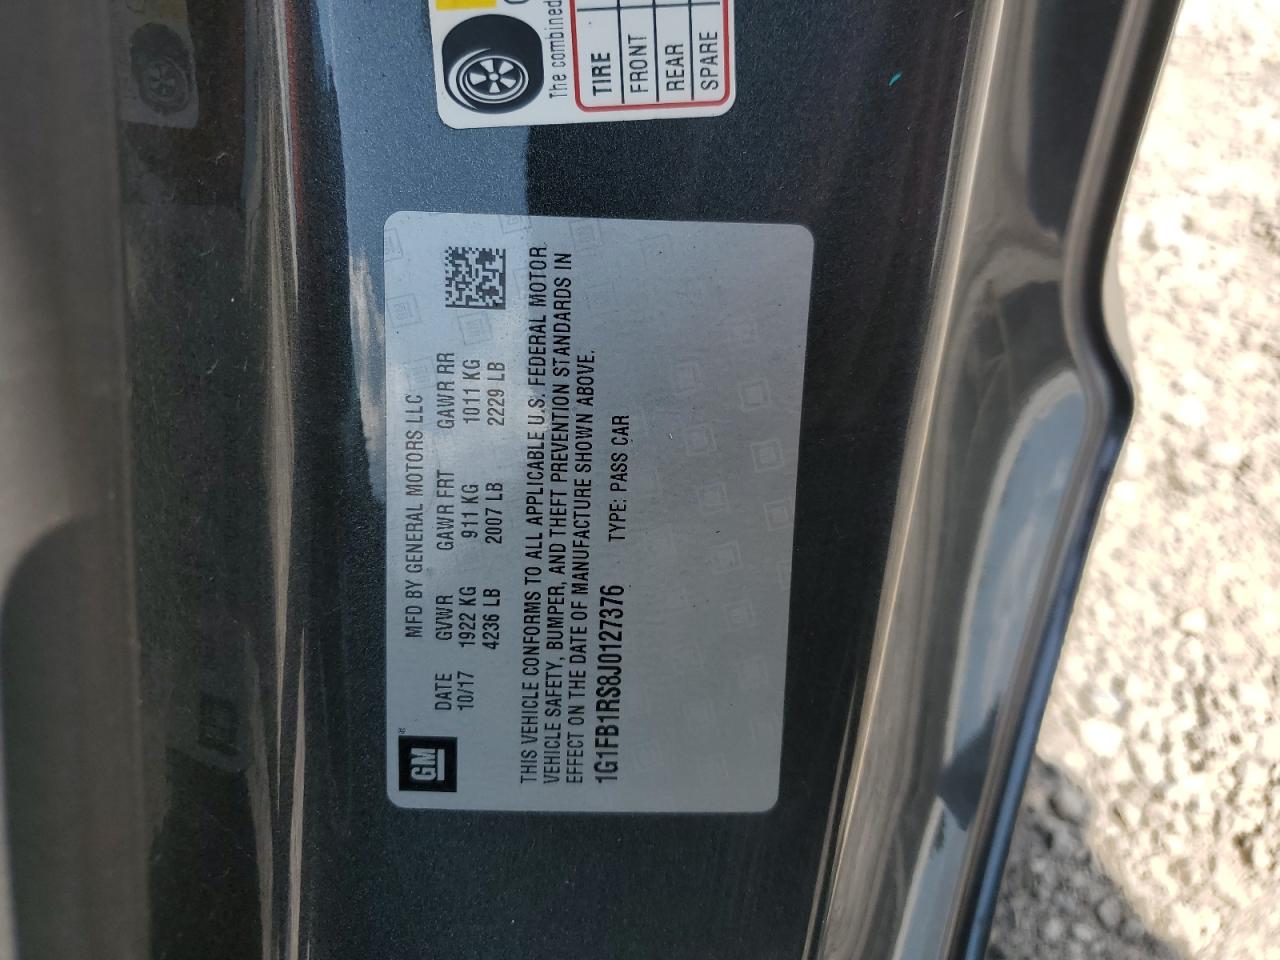 GM
MFD BY GENERAL MOTORS LLC
DATE GVWR GAWR FRT GAWR RR
10/17 1922 KG 911 KG 1011 KG
4236 LB 2007 LB 2229 LB
THIS VEHICLE CONFORMS TO ALL APPLICABLE U.S. FEDERAL MOTOR
VEHICLE SAFETY, BUMPER, AND THEFT PREVENTION STANDARDS IN
EFFECT ON THE DATE OF MANUFACTURE SHOWN ABOVE.
1G1FB1RS8J0127376 TYPE: PASS CAR
The combined
TIRE
FRONT
REAR
SPARE